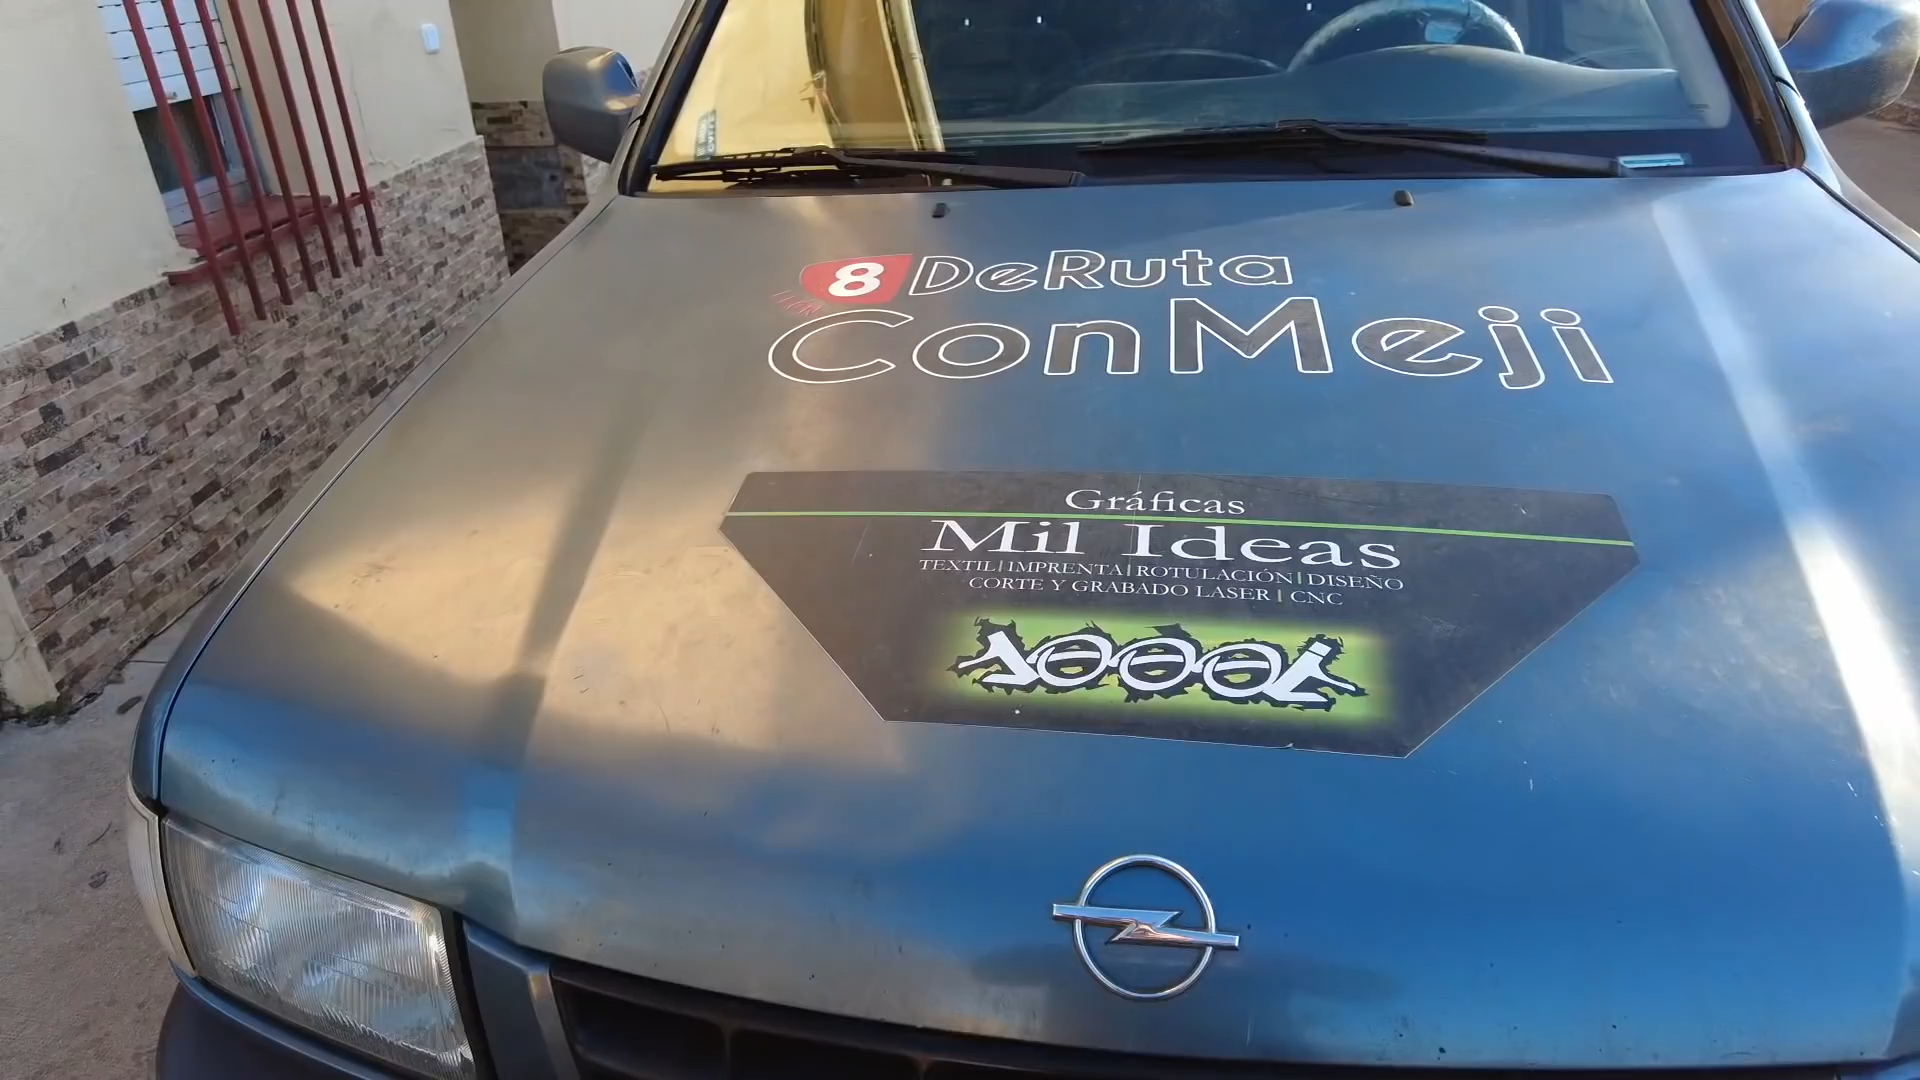 8 DeRuta
ConMeji
Gráficas
Mil Ideas
TEXTIL | IMPRENTA | ROTULACIÓN | DISEÑO
CORTE Y GRABADO LASER | CNC